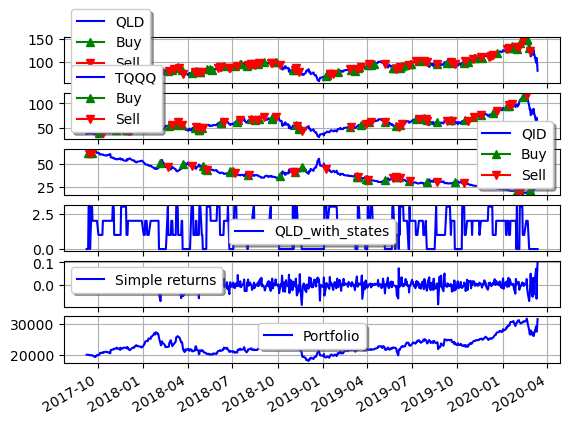 QLD
Buy
Sell
150
100
TQQQ
Buy
Sell
100
50
QID
Buy
Sell
50
25
QLD_with_states
2.5
0.0
Simple returns
0.1
0.0
Portfolio
30000
20000
2017-10
2018-01
2018-04
2018-07
2018-10
2019-01
2019-04
2019-07
2019-10
2020-01
2020-04